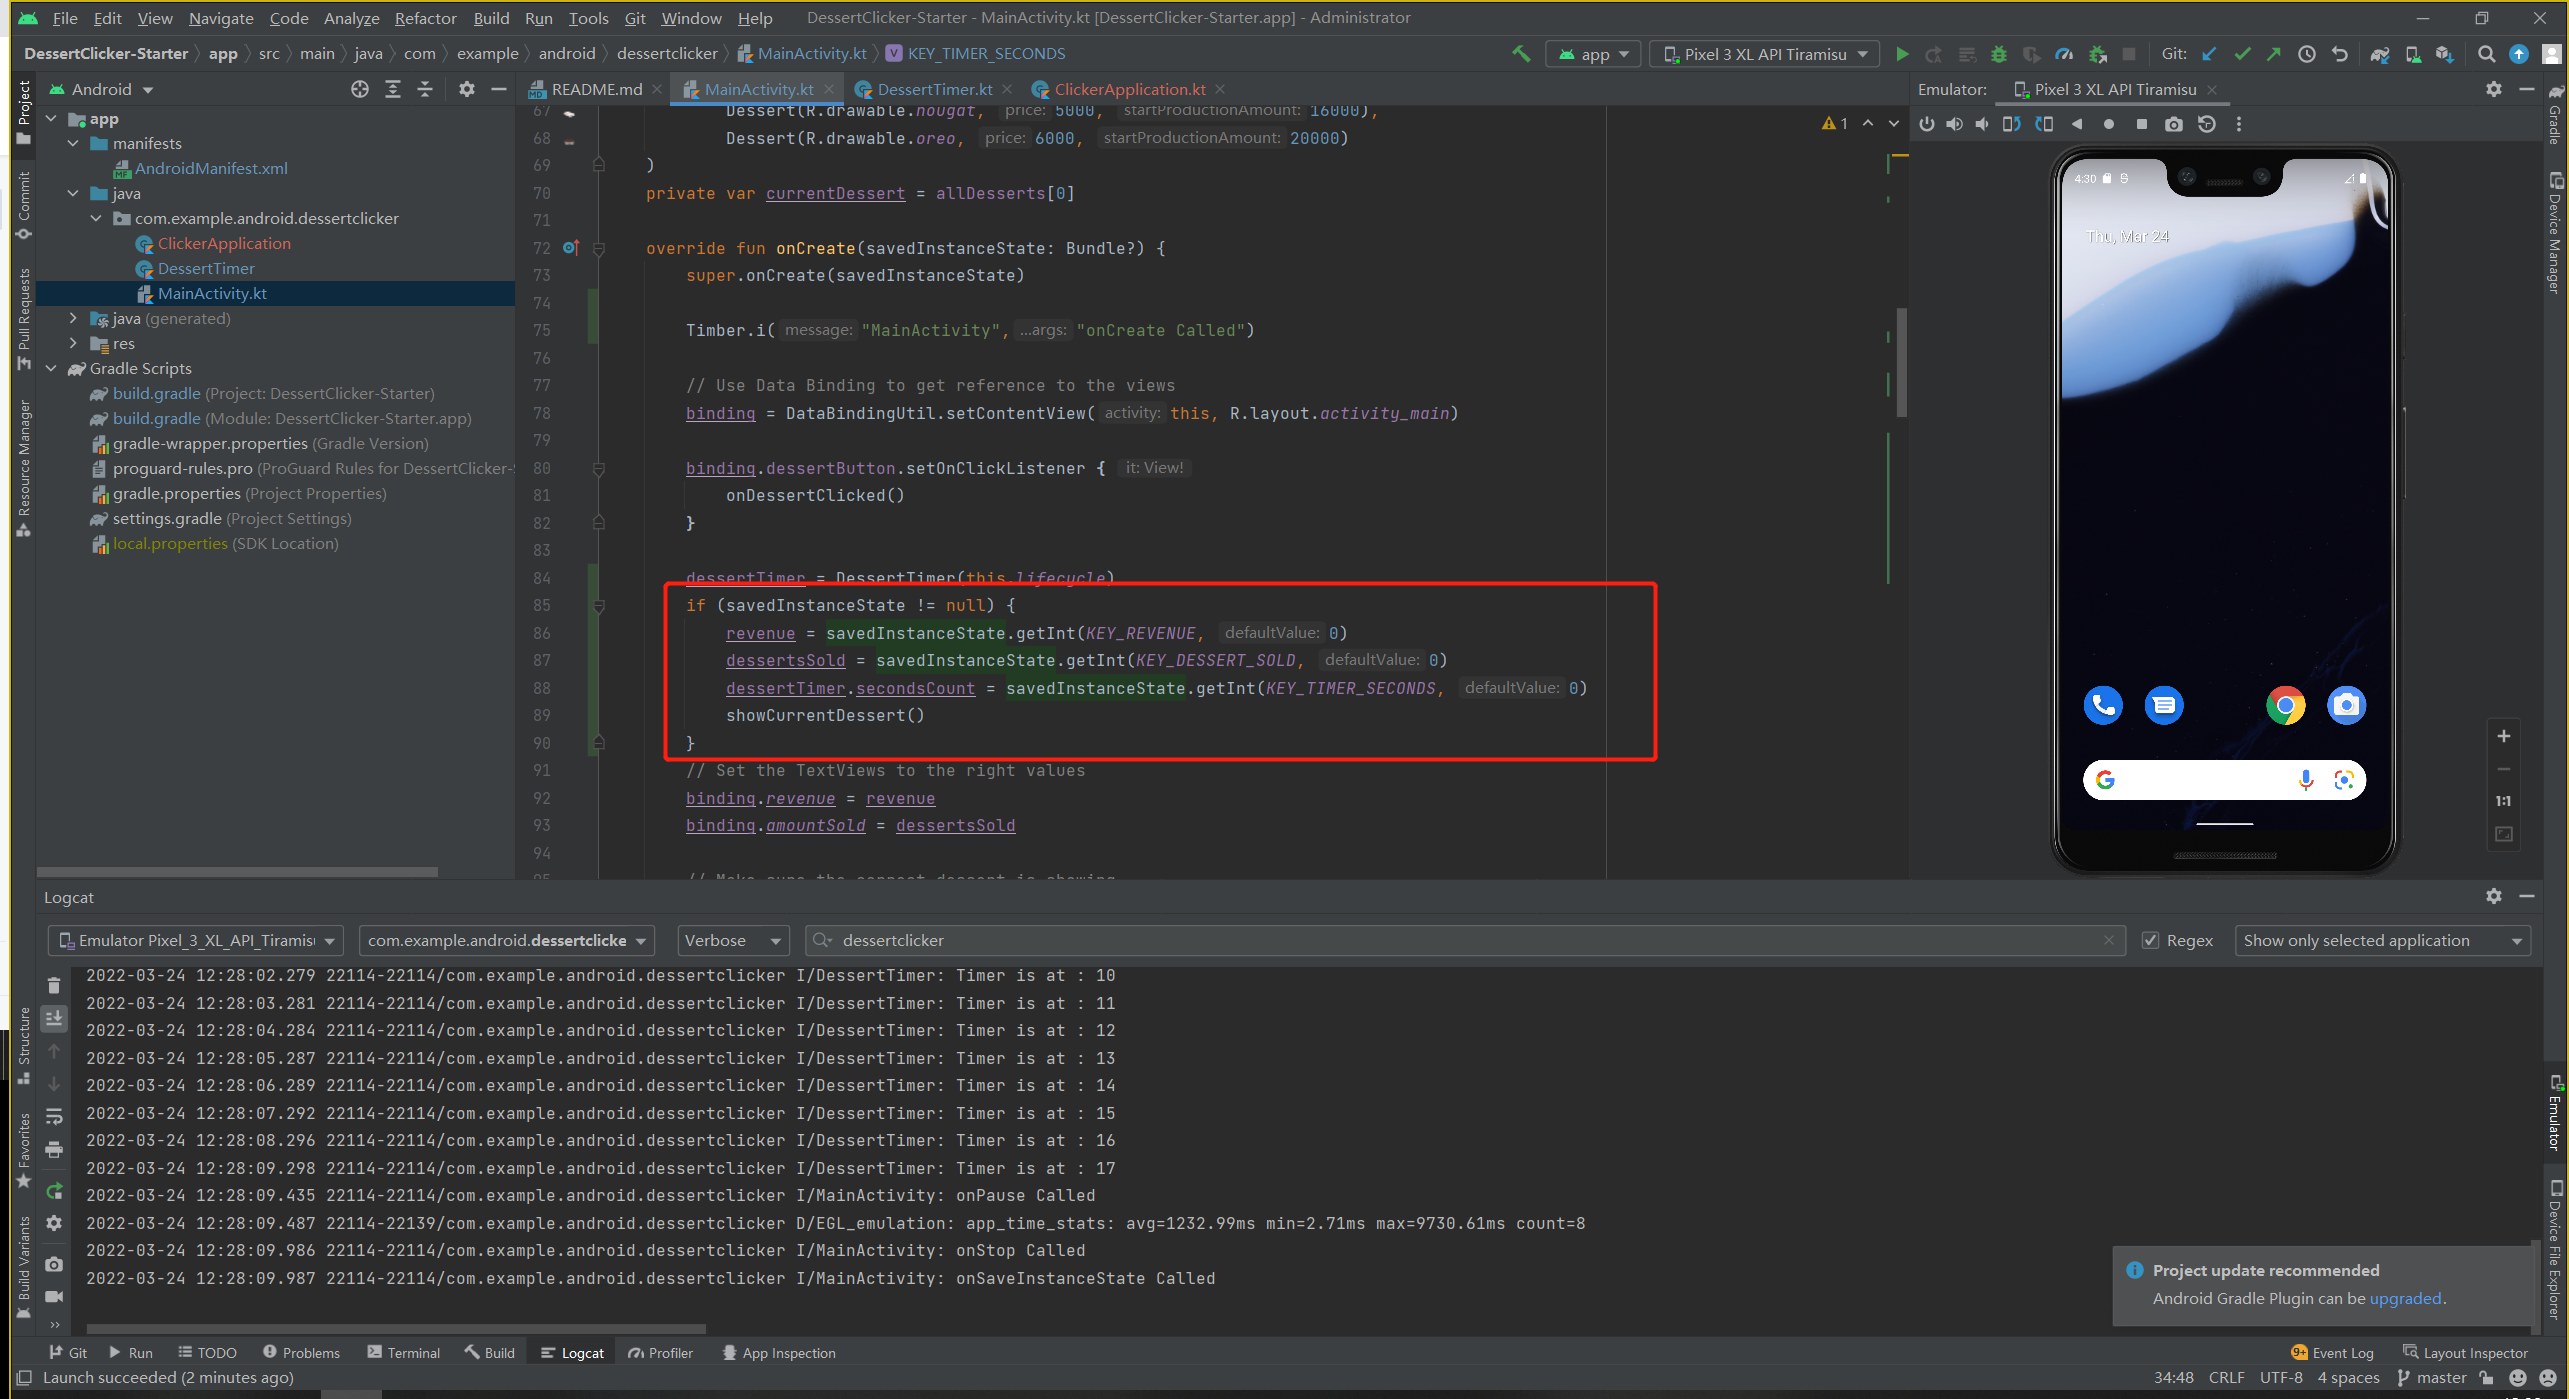 File Edit View Navigate Code Analyze Refactor Build Run Tools Git Window Help DessertClicker-Starter - MainActivity.kt [DessertClicker-Starter.app] - Administrator
DessertClicker-Starter app src main java com example android dessertclicker MainActivity.kt KEY_TIMER_SECONDS app Pixel 3 XL API Tiramisu Git:
Android README.md MainActivity.kt DessertTimer.kt ClickerApplication.kt Emulator: Pixel 3 XL API Tiramisu
Project
Commit
Pull Requests
Resource Manager
Structure
Favorites
Build Variants
app
manifests
AndroidManifest.xml
java
com.example.android.dessertclicker
ClickerApplication
DessertTimer
MainActivity.kt
java (generated)
res
Gradle Scripts
build.gradle (Project: DessertClicker-Starter)
build.gradle (Module: DessertClicker-Starter.app)
gradle-wrapper.properties (Gradle Version)
proguard-rules.pro (ProGuard Rules for DessertClicker-S
gradle.properties (Project Properties)
settings.gradle (Project Settings)
local.properties (SDK Location)
67 Dessert(R.drawable.nougat, price: 5000, startProductionAmount: 16000),
68 Dessert(R.drawable.oreo, price: 6000, startProductionAmount: 20000)
69 )
70 private var currentDessert = allDesserts[0]
71
72 override fun onCreate(savedInstanceState: Bundle?) {
73 super.onCreate(savedInstanceState)
74
75 Timber.i( message: "MainActivity", ...args: "onCreate Called")
76
77 // Use Data Binding to get reference to the views
78 binding = DataBindingUtil.setContentView( activity: this, R.layout.activity_main)
79
80 binding.dessertButton.setOnClickListener { it: View!
81 onDessertClicked()
82 }
83
84 dessertTimer = DessertTimer(this.lifecycle)
85 if (savedInstanceState != null) {
86 revenue = savedInstanceState.getInt(KEY_REVENUE, defaultValue: 0)
87 dessertsSold = savedInstanceState.getInt(KEY_DESSERT_SOLD, defaultValue: 0)
88 dessertTimer.secondsCount = savedInstanceState.getInt(KEY_TIMER_SECONDS, defaultValue: 0)
89 showCurrentDessert()
90 }
91 // Set the TextViews to the right values
92 binding.revenue = revenue
93 binding.amountSold = dessertsSold
94
95 // Make sure the correct dessert is showing
1
4:30
Thu, Mar 24
1:1
Gradle
Device Manager
Emulator
Device File Explorer
Logcat
Emulator Pixel_3_XL_API_Tiramis com.example.android.dessertclicke Verbose dessertclicker Regex Show only selected application
2022-03-24 12:28:02.279 22114-22114/com.example.android.dessertclicker I/DessertTimer: Timer is at : 10
2022-03-24 12:28:03.281 22114-22114/com.example.android.dessertclicker I/DessertTimer: Timer is at : 11
2022-03-24 12:28:04.284 22114-22114/com.example.android.dessertclicker I/DessertTimer: Timer is at : 12
2022-03-24 12:28:05.287 22114-22114/com.example.android.dessertclicker I/DessertTimer: Timer is at : 13
2022-03-24 12:28:06.289 22114-22114/com.example.android.dessertclicker I/DessertTimer: Timer is at : 14
2022-03-24 12:28:07.292 22114-22114/com.example.android.dessertclicker I/DessertTimer: Timer is at : 15
2022-03-24 12:28:08.296 22114-22114/com.example.android.dessertclicker I/DessertTimer: Timer is at : 16
2022-03-24 12:28:09.298 22114-22114/com.example.android.dessertclicker I/DessertTimer: Timer is at : 17
2022-03-24 12:28:09.435 22114-22114/com.example.android.dessertclicker I/MainActivity: onPause Called
2022-03-24 12:28:09.487 22114-22139/com.example.android.dessertclicker D/EGL_emulation: app_time_stats: avg=1232.99ms min=2.71ms max=9730.61ms count=8
2022-03-24 12:28:09.986 22114-22114/com.example.android.dessertclicker I/MainActivity: onStop Called
2022-03-24 12:28:09.987 22114-22114/com.example.android.dessertclicker I/MainActivity: onSaveInstanceState Called
Project update recommended
Android Gradle Plugin can be upgraded.
Git Run TODO Problems Terminal Build Logcat Profiler App Inspection 9+ Event Log Layout Inspector
Launch succeeded (2 minutes ago) 34:48 CRLF UTF-8 4 spaces master